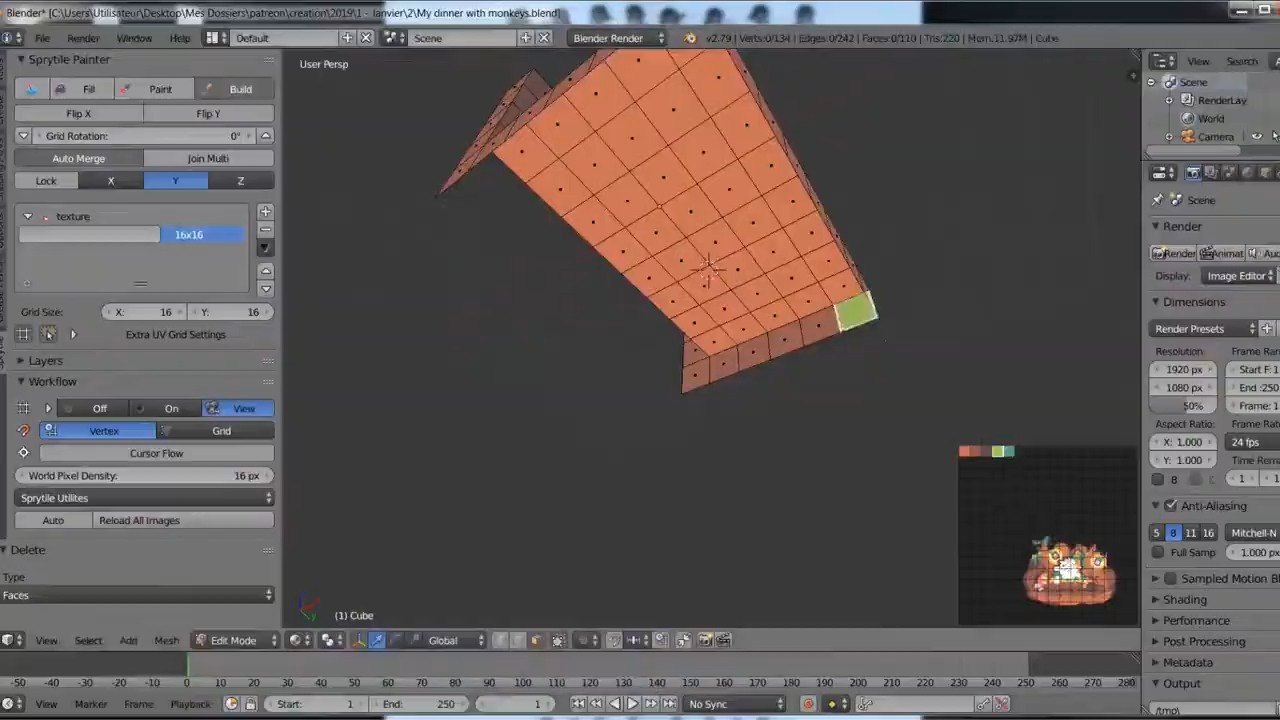 Blender* [C:\Users\Utilisateur\Desktop\Mes Dossiers\patreon\creation\2019\1 - Janvier\2\My dinner with monkeys.blend]
File Render Window Help Default Scene Blender Render v2.79 | Verts:0/134 | Edges:0/242 | Faces:0/110 | Tris:220 | Mem:11.97M | Cube
Sprytile Painter
User Persp
View Search
Scene
RenderLay
World
Camera
Fill Paint Build
Flip X Flip Y
Grid Rotation: 0°
Auto Merge Join Multi
Lock X Y Z
texture
16x16
Grid Size: X: 16 Y: 16
Extra UV Grid Settings
Layers
Workflow
Off On View
Vertex Grid
Cursor Flow
World Pixel Density: 16 px
Sprytile Utilites
Auto Reload All Images
Delete
Type
Faces
Scene
Render
Render Animat Aud
Display: Image Editor
Dimensions
Render Presets
Resolution: Frame Ran
1920 px Start F: 1
1080 px End :250
50% Frame: 1
Aspect Ratio: Frame Rat
X: 1.000 24 fps
Y: 1.000 Time Rema
B C 1
Anti-Aliasing
5 8 11 16 Mitchell-N
Full Samp 1.000 px
Sampled Motion Bl
Shading
Performance
Post Processing
Metadata
Output
/tmp\
(1) Cube
View Select Add Mesh Edit Mode Global
-50 -40 -30 -20 -10 0 10 20 30 40 50 60 70 80 90 100 110 120 130 140 150 160 170 180 190 200 210 220 230 240 250 260 270 280
View Marker Frame Playback Start: 1 End: 250 1 No Sync